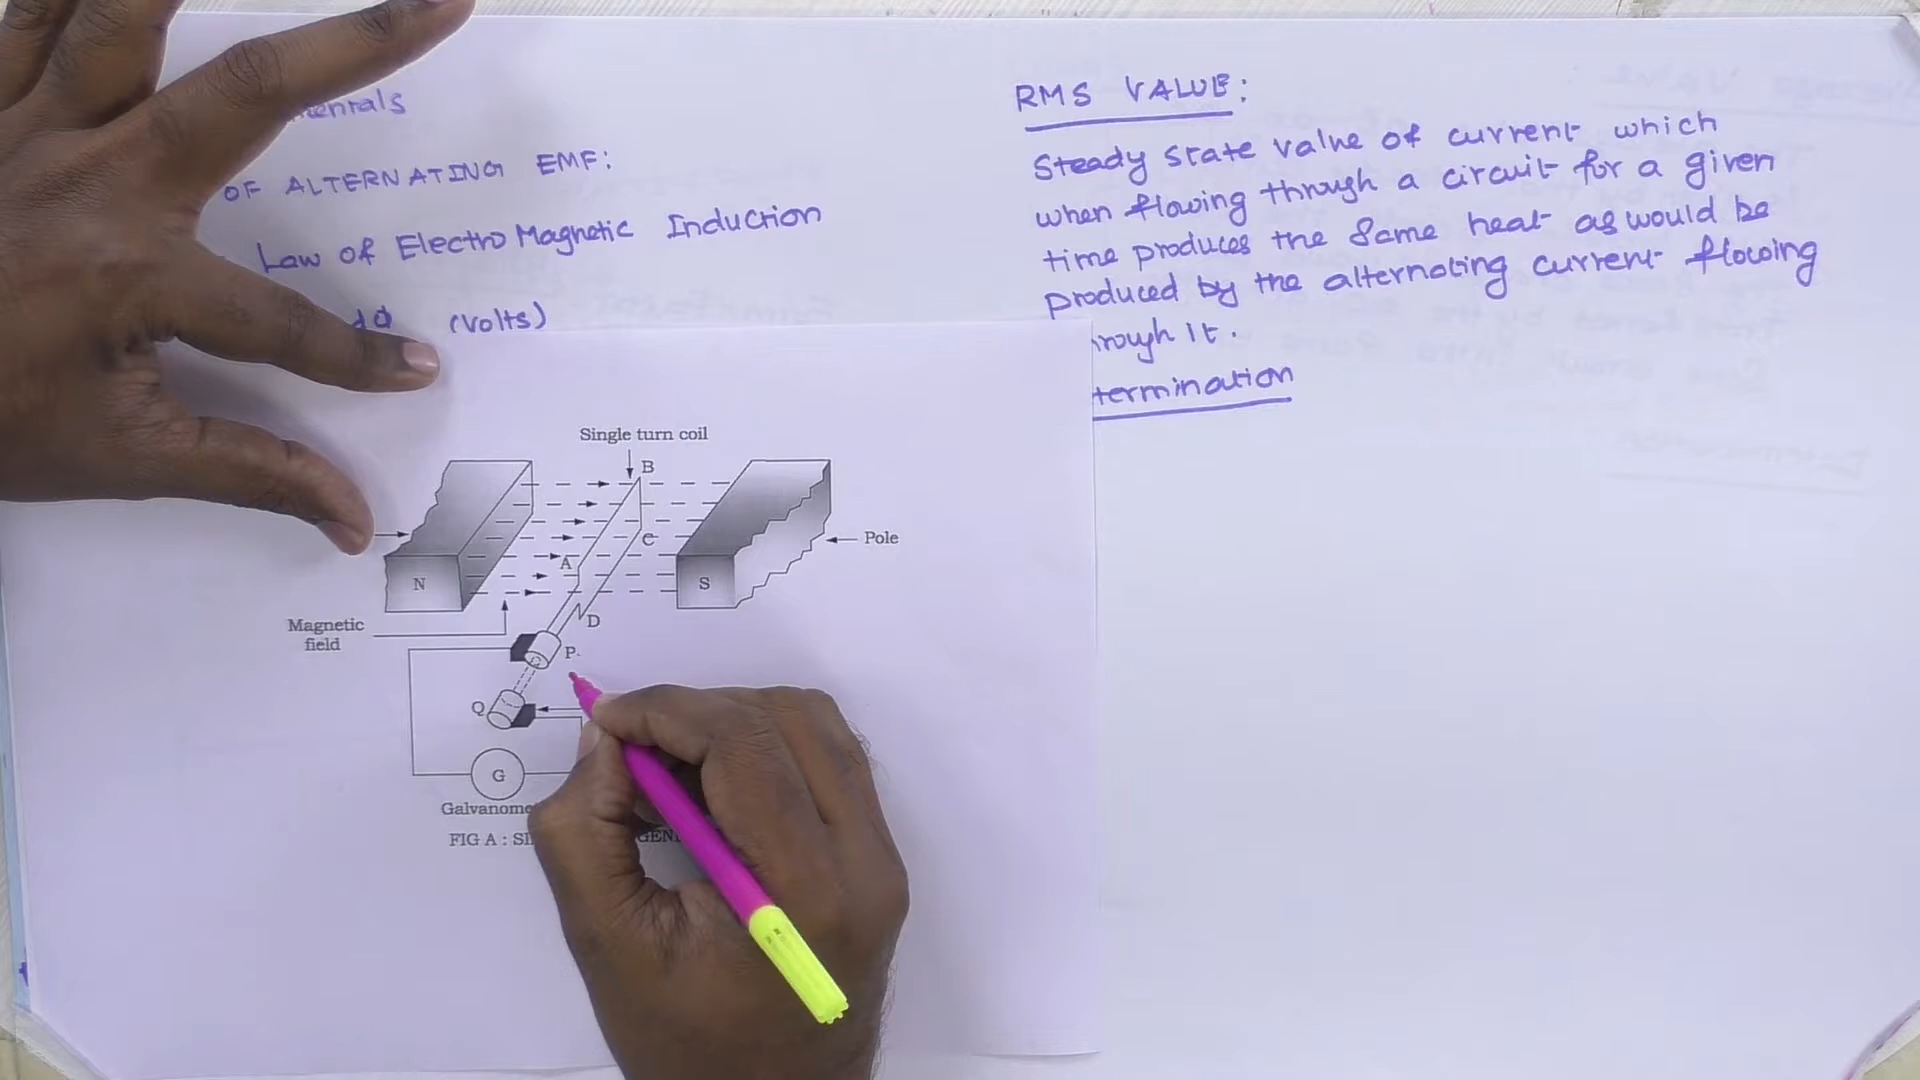 OF ALTERNATING EMF:
Law of Electro Magnetic Induction
dφ (Volts)
RMS VALUE:
Steady state value of current which
when flowing through a circuit for a given
time produces the same heat as would be
produced by the alternating current flowing
hrough It.
termination
Single turn coil
B
C
A
N
S
Pole
Magnetic
field
D
P
Q
G
Galvanome
FIG A : SI GEN